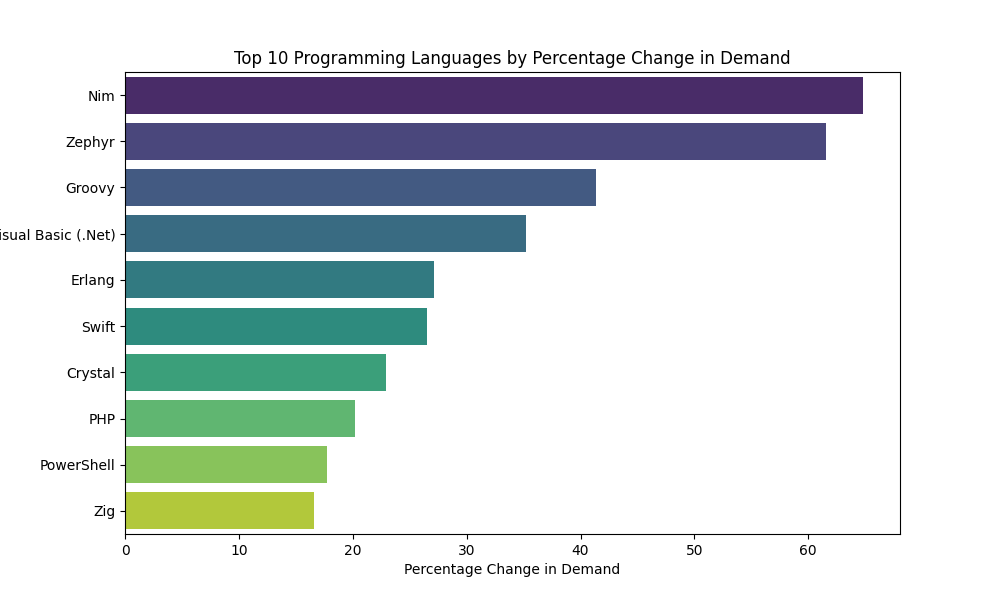 Top 10 Programming Languages by Percentage Change in Demand
Nim
Zephyr
Groovy
isual Basic (.Net)
Erlang
Swift
Crystal
PHP
PowerShell
Zig
0 10 20 30 40 50 60
Percentage Change in Demand